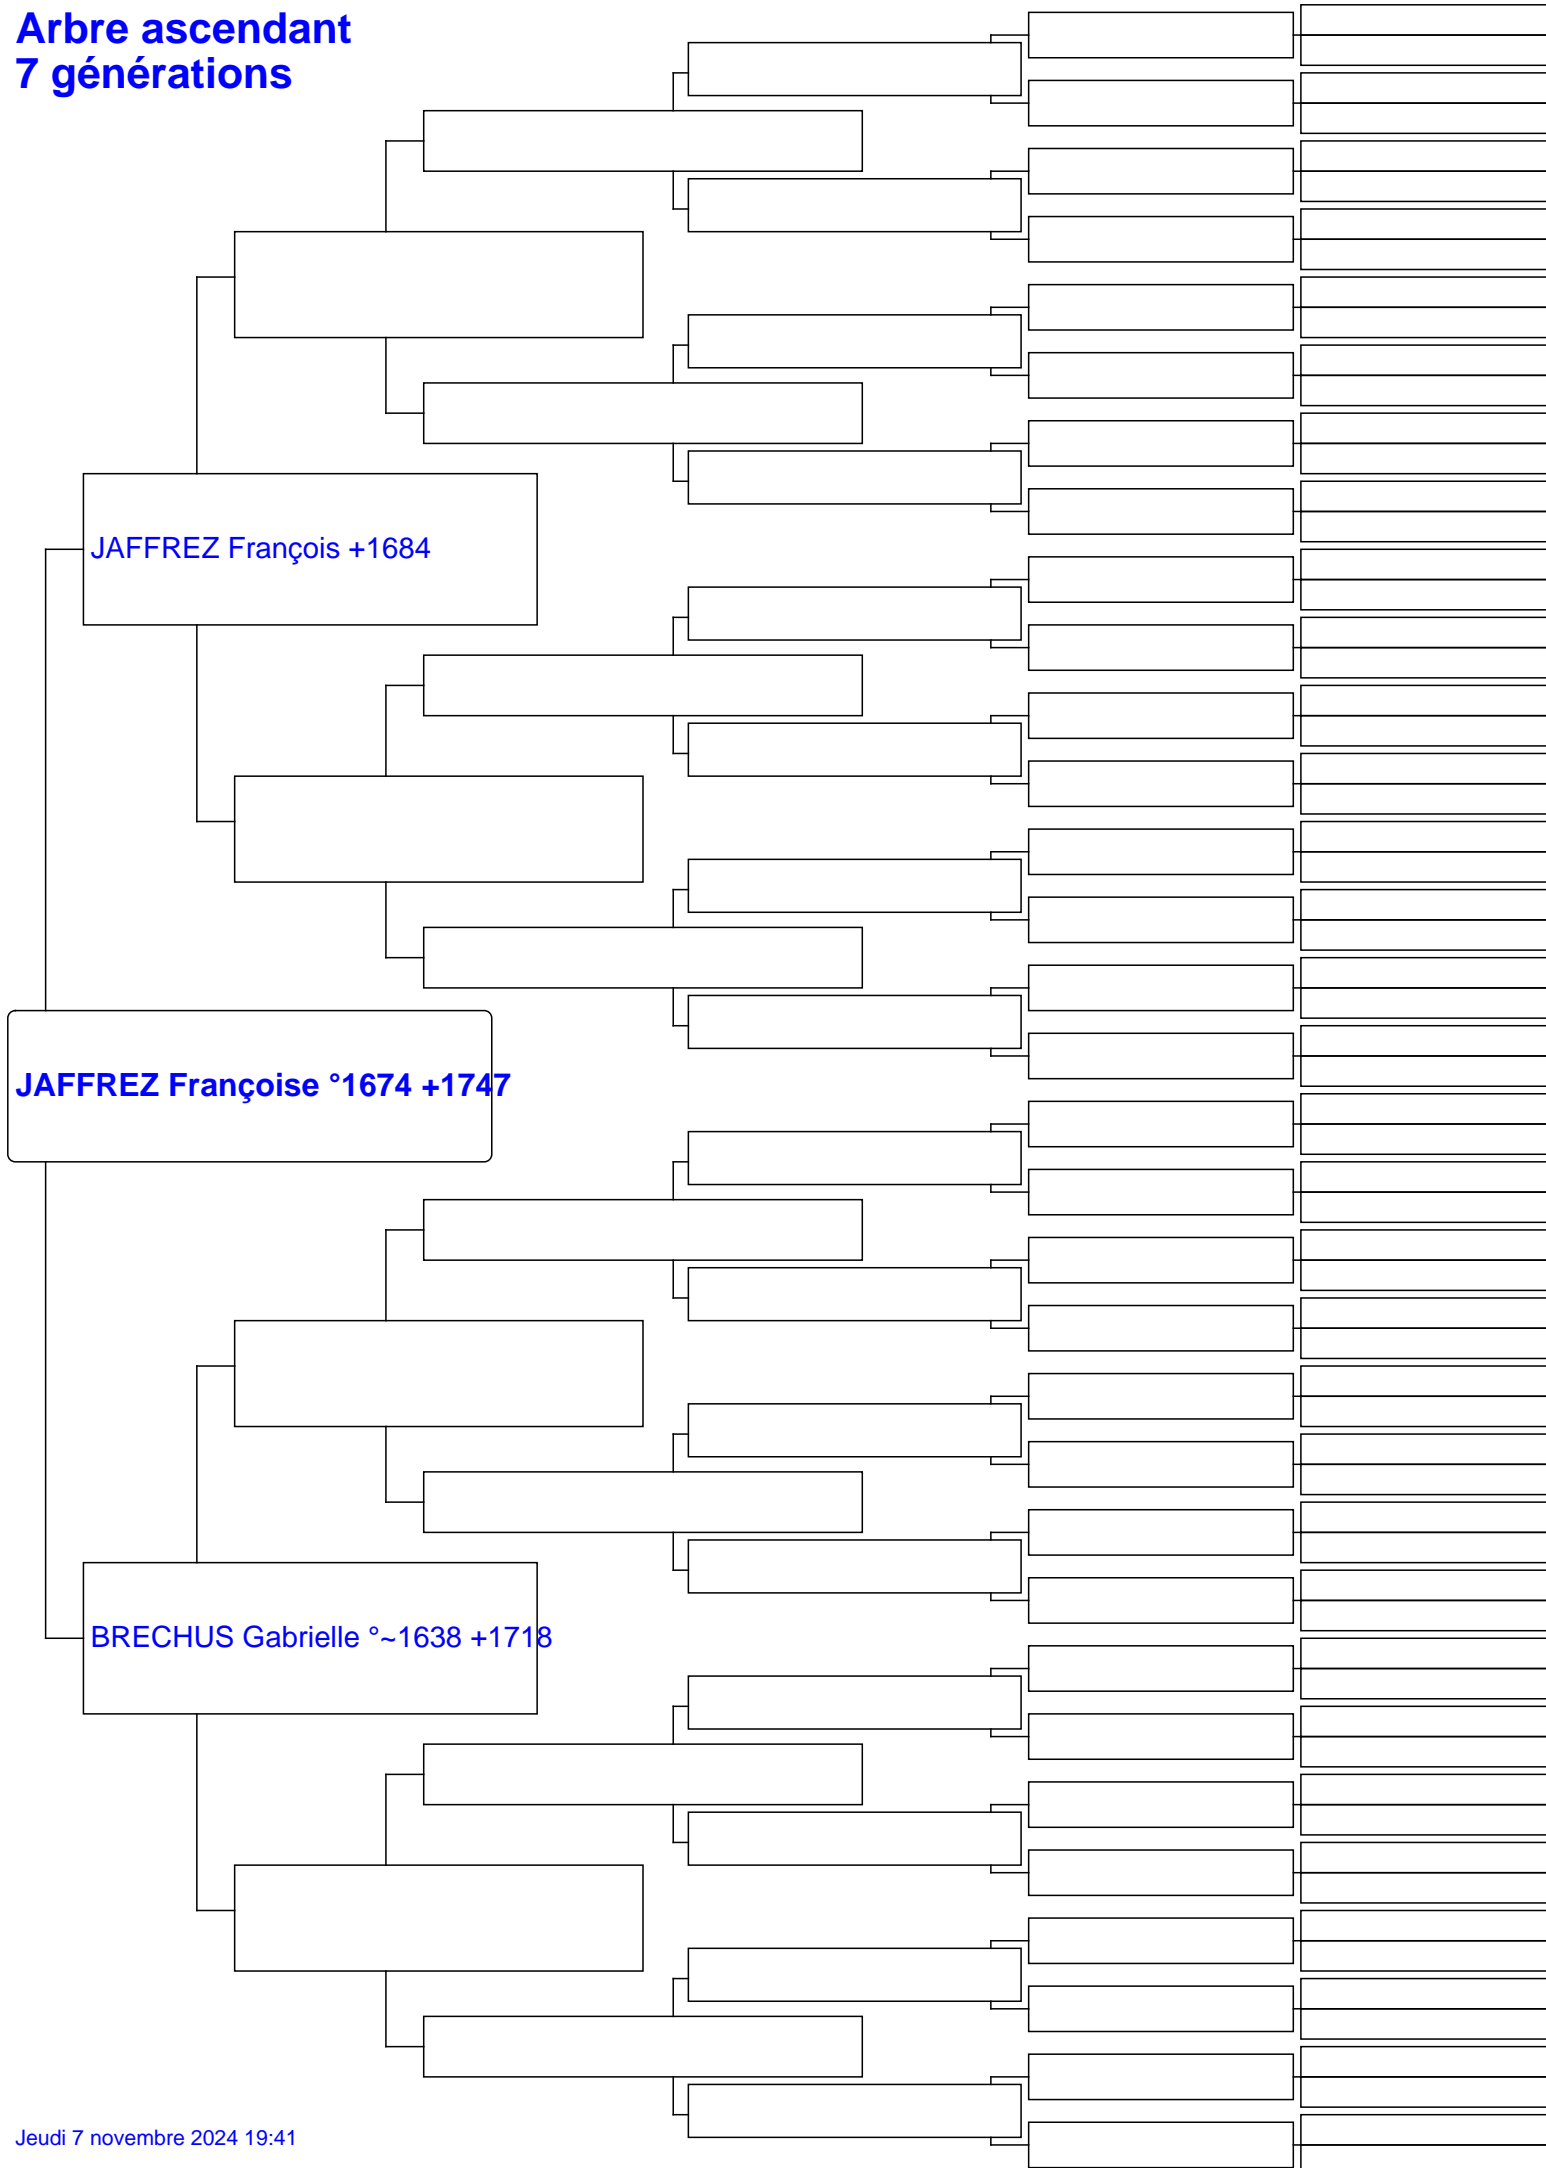 Arbre ascendant
7 générations
JAFFREZ François +1684
JAFFREZ Françoise °1674 +1747
BRECHUS Gabrielle °~1638 +1718
Jeudi 7 novembre 2024 19:41